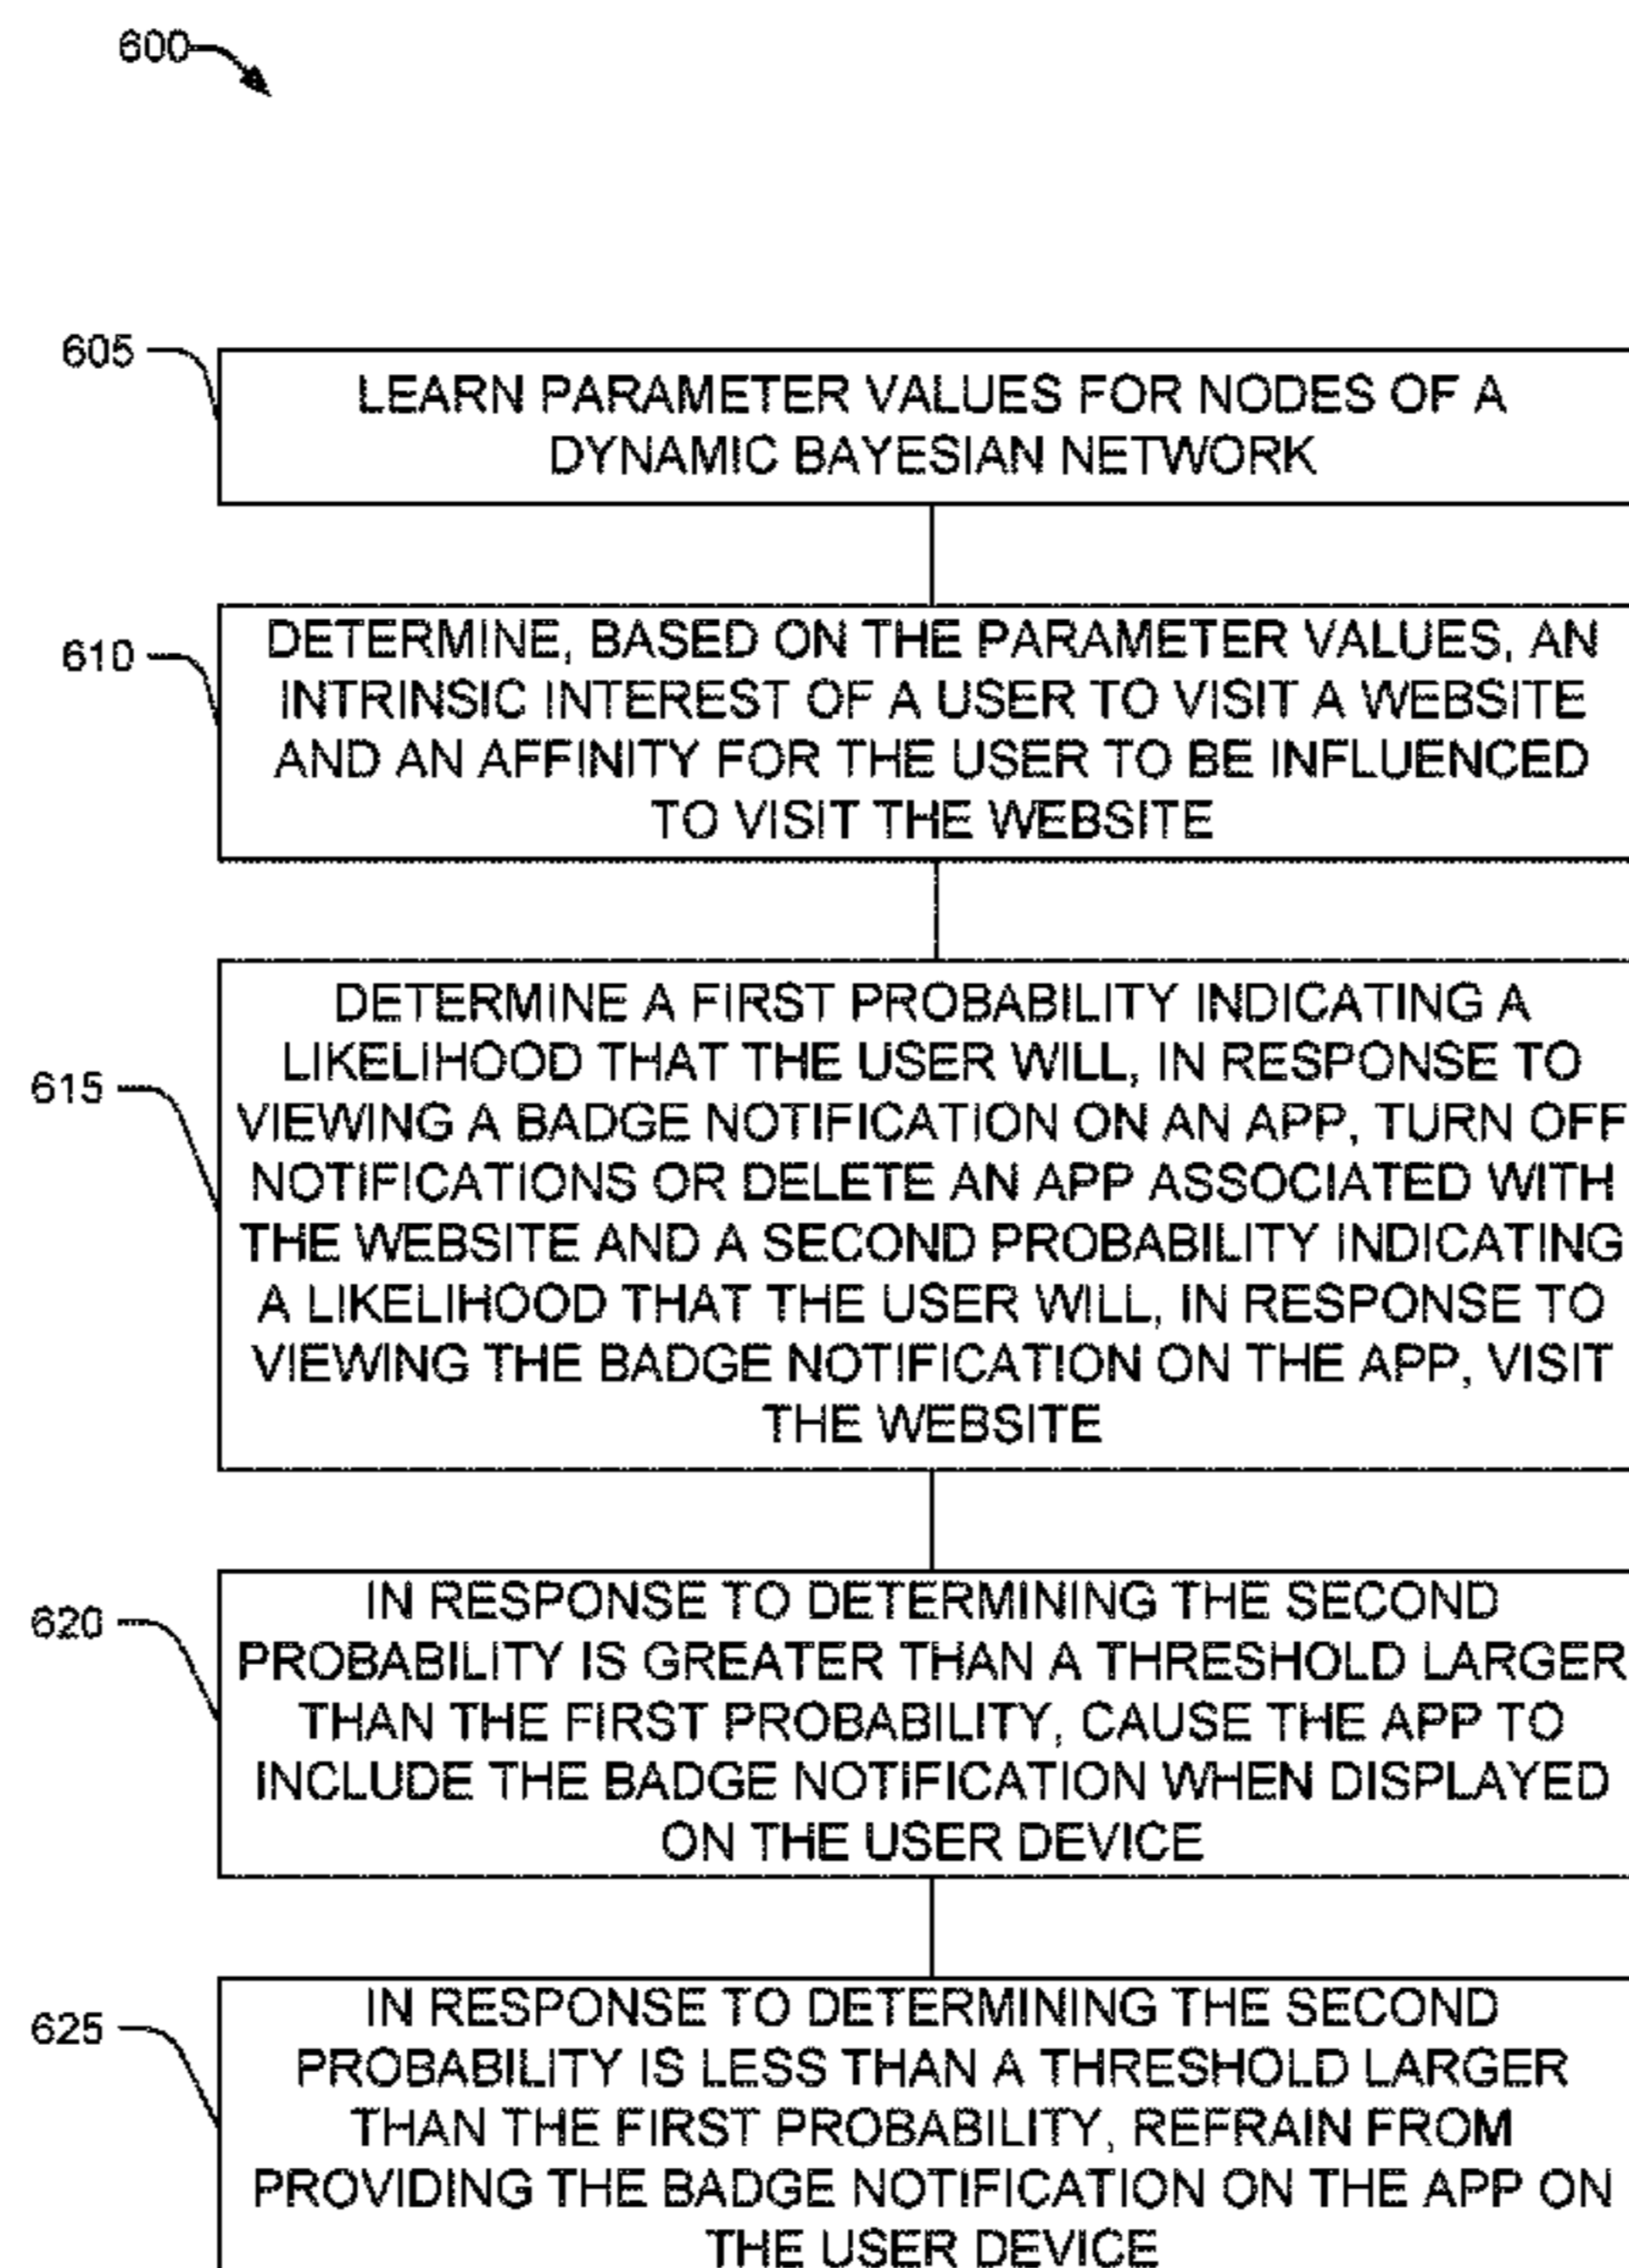 600
605
LEARN PARAMETER VALUES FOR NODES OF A
DYNAMIC BAYESIAN NETWORK
610
DETERMINE, BASED ON THE PARAMETER VALUES, AN
INTRINSIC INTEREST OF A USER TO VISIT A WEBSITE
AND AN AFFINITY FOR THE USER TO BE INFLUENCED
TO VISIT THE WEBSITE
615
DETERMINE A FIRST PROBABILITY INDICATING A
LIKELIHOOD THAT THE USER WILL, IN RESPONSE TO
VIEWING A BADGE NOTIFICATION ON AN APP, TURN OFF
NOTIFICATIONS OR DELETE AN APP ASSOCIATED WITH
THE WEBSITE AND A SECOND PROBABILITY INDICATING
A LIKELIHOOD THAT THE USER WILL, IN RESPONSE TO
VIEWING THE BADGE NOTIFICATION ON THE APP, VISIT
THE WEBSITE
620
IN RESPONSE TO DETERMINING THE SECOND
PROBABILITY IS GREATER THAN A THRESHOLD LARGER
THAN THE FIRST PROBABILITY, CAUSE THE APP TO
INCLUDE THE BADGE NOTIFICATION WHEN DISPLAYED
ON THE USER DEVICE
625
IN RESPONSE TO DETERMINING THE SECOND
PROBABILITY IS LESS THAN A THRESHOLD LARGER
THAN THE FIRST PROBABILITY, REFRAIN FROM
PROVIDING THE BADGE NOTIFICATION ON THE APP ON
THE USER DEVICE